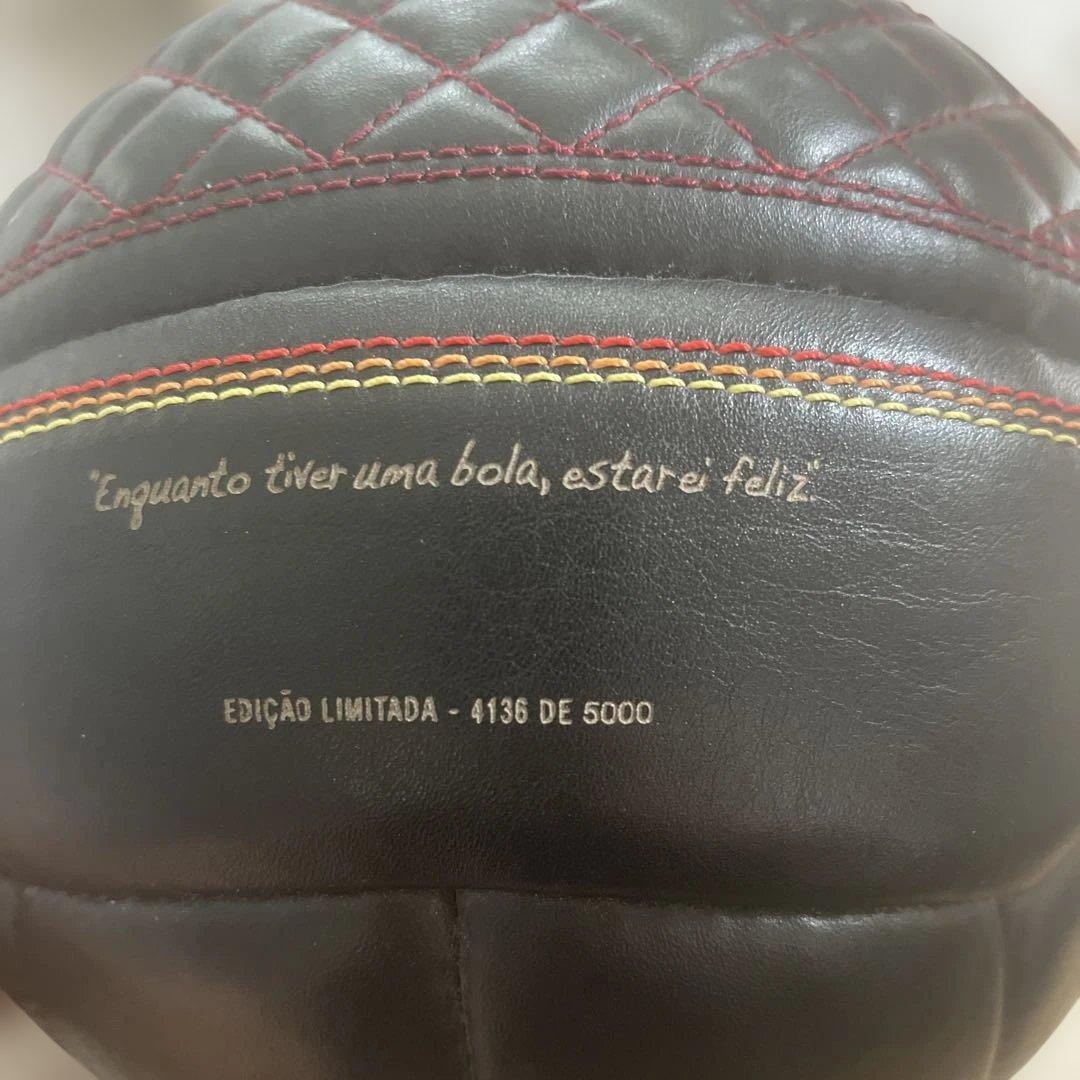 "Enquanto tiver uma bola, estarei feliz."
EDIÇÃO LIMITADA - 4136 DE 5000